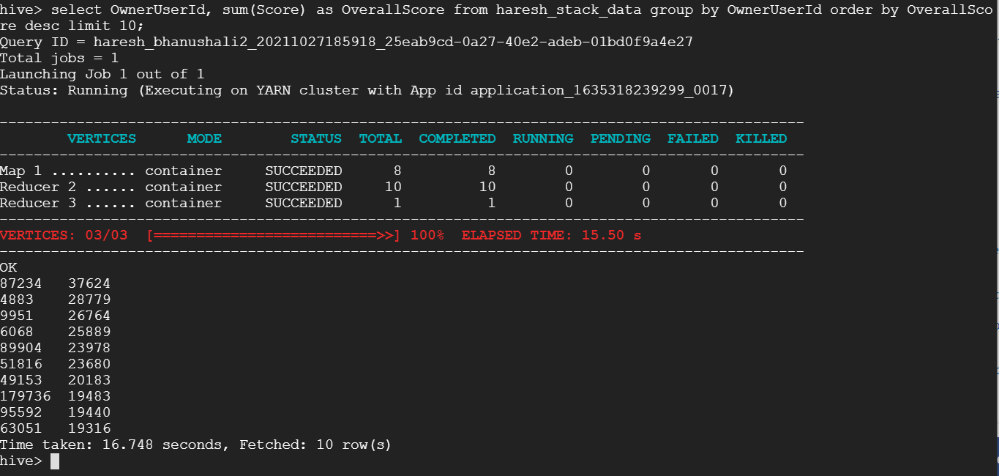 hive> select OwnerUserId, sum(Score) as OverallScore from haresh_stack_data group by OwnerUserId order by OverallSco
re desc limit 10;
Query ID = haresh_bhanushali2_20211027185918_25eab9cd-0a27-40e2-adeb-01bd0f9a4e27
Total jobs = 1
Launching Job 1 out of 1
Status: Running (Executing on YARN cluster with App id application_1635318239299_0017)
----------------------------------------------------------------------------------------------
VERTICES MODE STATUS TOTAL COMPLETED RUNNING PENDING FAILED KILLED
----------------------------------------------------------------------------------------------
Map 1 .......... container SUCCEEDED 8 8 0 0 0 0
Reducer 2 ...... container SUCCEEDED 10 10 0 0 0 0
Reducer 3 ...... container SUCCEEDED 1 1 0 0 0 0
----------------------------------------------------------------------------------------------
VERTICES: 03/03 [==========================>>] 100% ELAPSED TIME: 15.50 s
----------------------------------------------------------------------------------------------
OK
87234 37624
4883 28779
9951 26764
6068 25889
89904 23978
51816 23680
49153 20183
179736 19483
95592 19440
63051 19316
Time taken: 16.748 seconds, Fetched: 10 row(s)
hive>